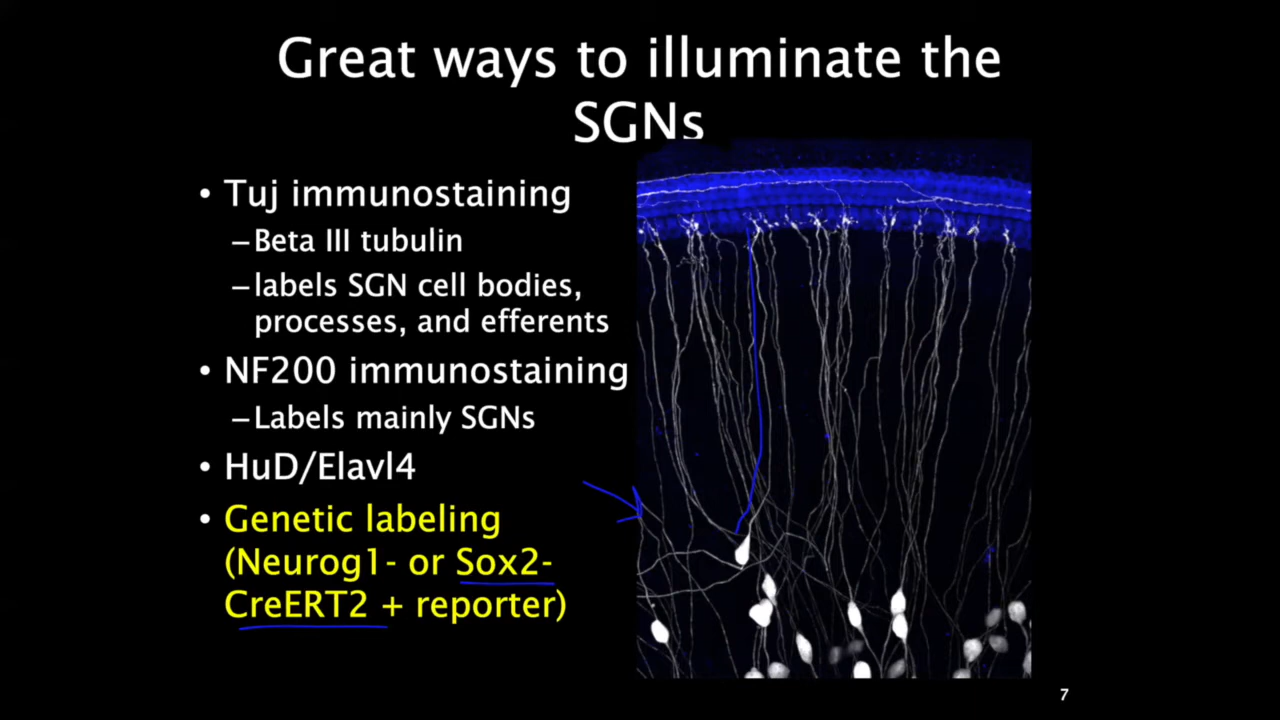 Great ways to illuminate the
SGNs
• Tuj immunostaining
–Beta III tubulin
–labels SGN cell bodies,
processes, and efferents
• NF200 immunostaining
–Labels mainly SGNs
• HuD/Elavl4
• Genetic labeling
(Neurog1- or Sox2-
CreERT2 + reporter)
7